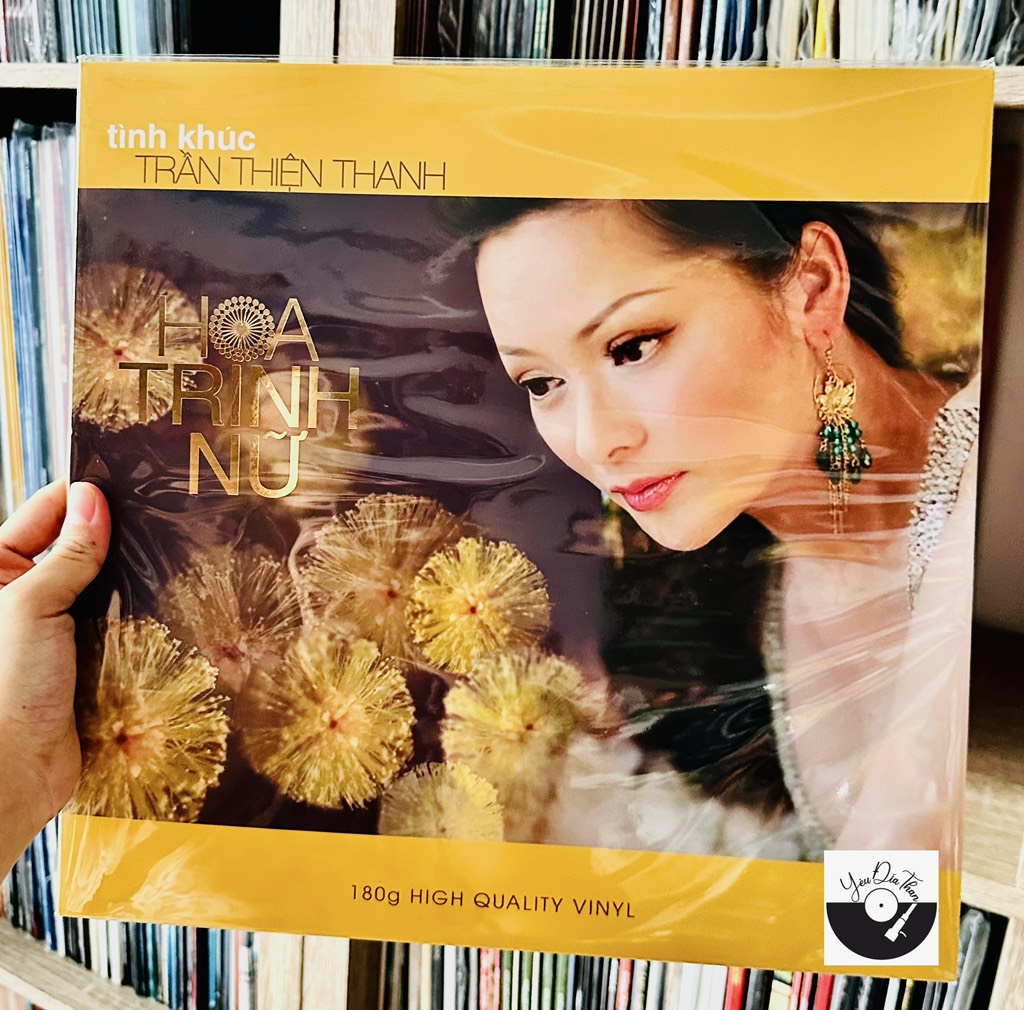 tình khúc
TRẦN THIỆN THANH
HOA
TRINH
NỮ
180g HIGH QUALITY VINYL
Yêu Đĩa Than